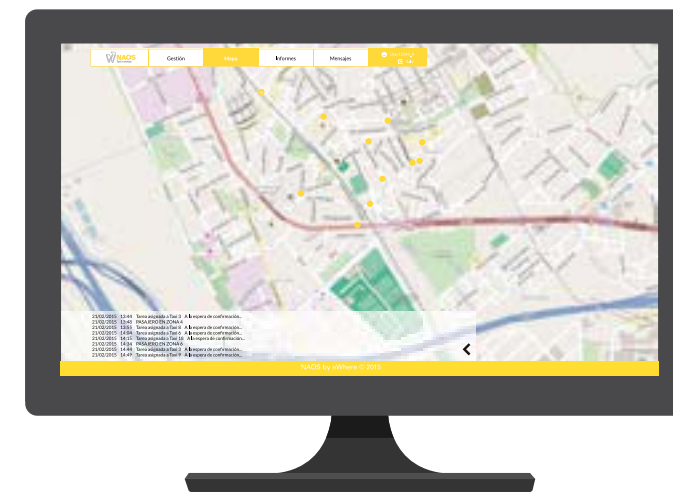 NAOS
Gestión
Mapa
Informes
Mensajes
21/02/2015 13:44 Tarea asignada a Taxi 3 A la espera de confirmación...
21/02/2015 13:48 PASAJERO EN ZONA 4
21/02/2015 13:51 Tarea asignada a Taxi 8 A la espera de confirmación...
21/02/2015 14:04 Tarea asignada a Taxi 6 A la espera de confirmación...
21/02/2015 14:15 Tarea asignada a Taxi 18 A la espera de confirmación...
21/02/2015 14:34 PASAJERO EN ZONA 6
21/02/2015 14:44 Tarea asignada a Taxi 3 A la espera de confirmación...
21/02/2015 14:49 Tarea asignada a Taxi 9 A la espera de confirmación...
NAOS by eWhere © 2015